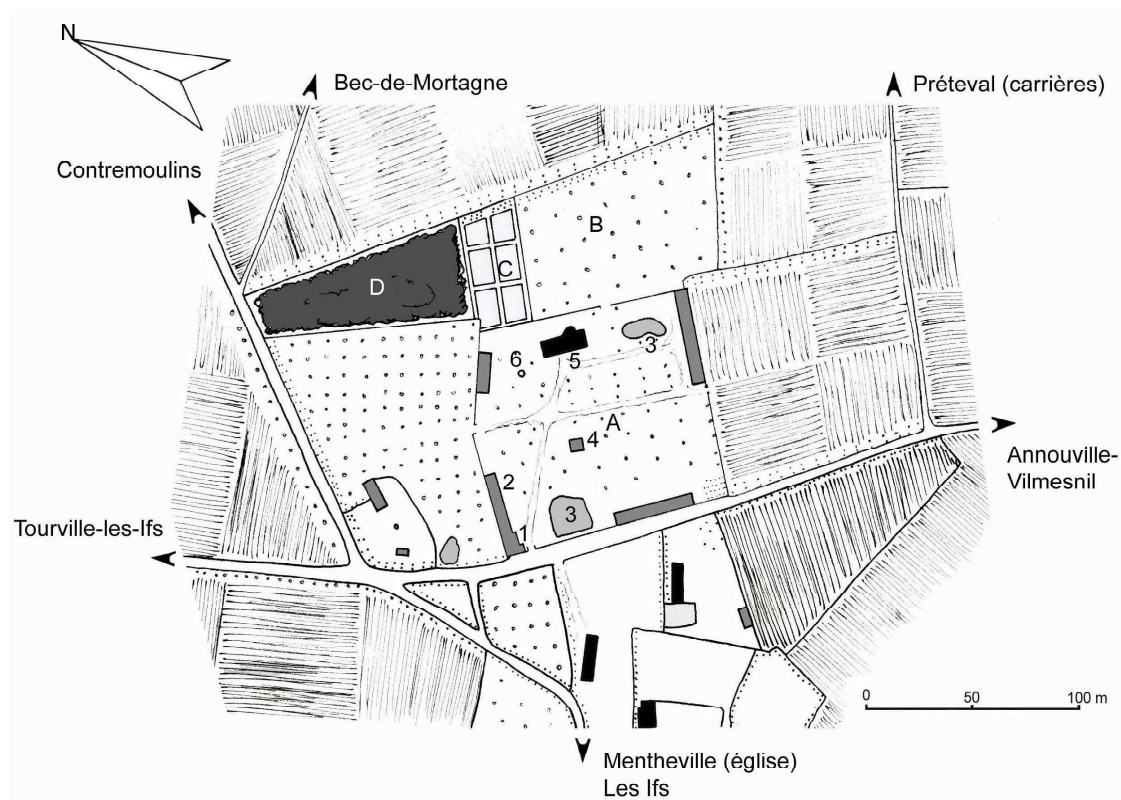 N
Bec-de-Mortagne
Préteval (carrières)
Contremoulins
B
C
D
3
6
5
A
4
Annouville-
Vilmesnil
2
3
1
Tourville-les-Ifs
0 50 100 m
Mentheville (église)
Les Ifs